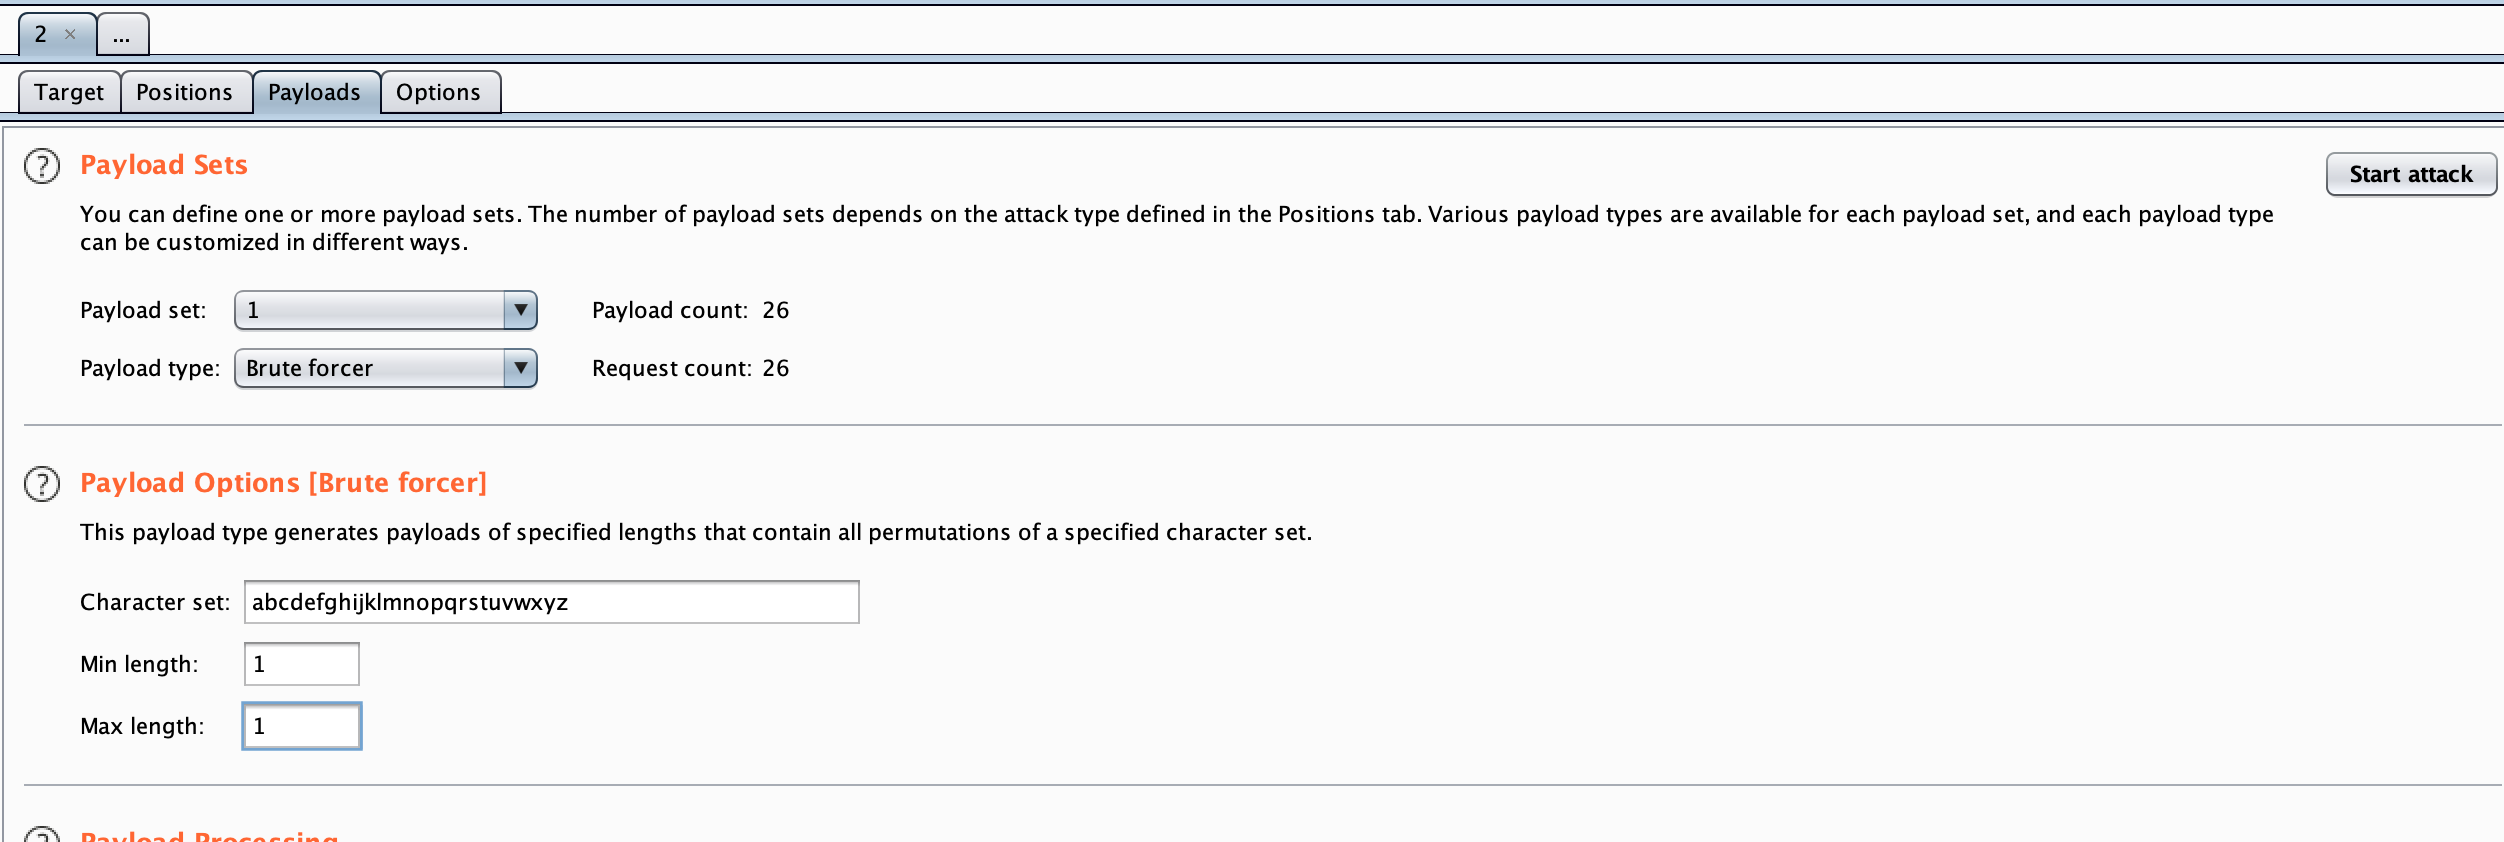 2 ×
...
Target Positions Payloads Options
? Payload Sets
Start attack
You can define one or more payload sets. The number of payload sets depends on the attack type defined in the Positions tab. Various payload types are available for each payload set, and each payload type
can be customized in different ways.
Payload set: 1 Payload count: 26
Payload type: Brute forcer Request count: 26
? Payload Options [Brute forcer]
This payload type generates payloads of specified lengths that contain all permutations of a specified character set.
Character set: abcdefghijklmnopqrstuvwxyz
Min length: 1
Max length: 1
? Payload Processing